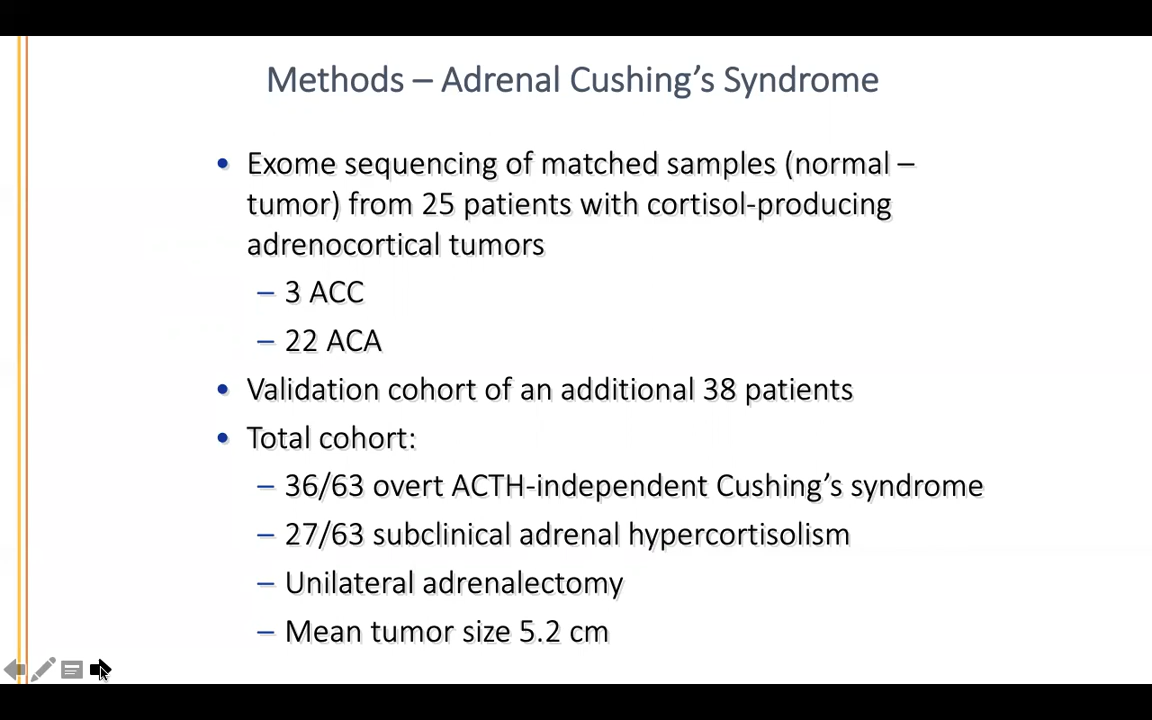 Methods – Adrenal Cushing’s Syndrome
• Exome sequencing of matched samples (normal –
tumor) from 25 patients with cortisol-producing
adrenocortical tumors
– 3 ACC
– 22 ACA
• Validation cohort of an additional 38 patients
• Total cohort:
– 36/63 overt ACTH-independent Cushing’s syndrome
– 27/63 subclinical adrenal hypercortisolism
– Unilateral adrenalectomy
– Mean tumor size 5.2 cm